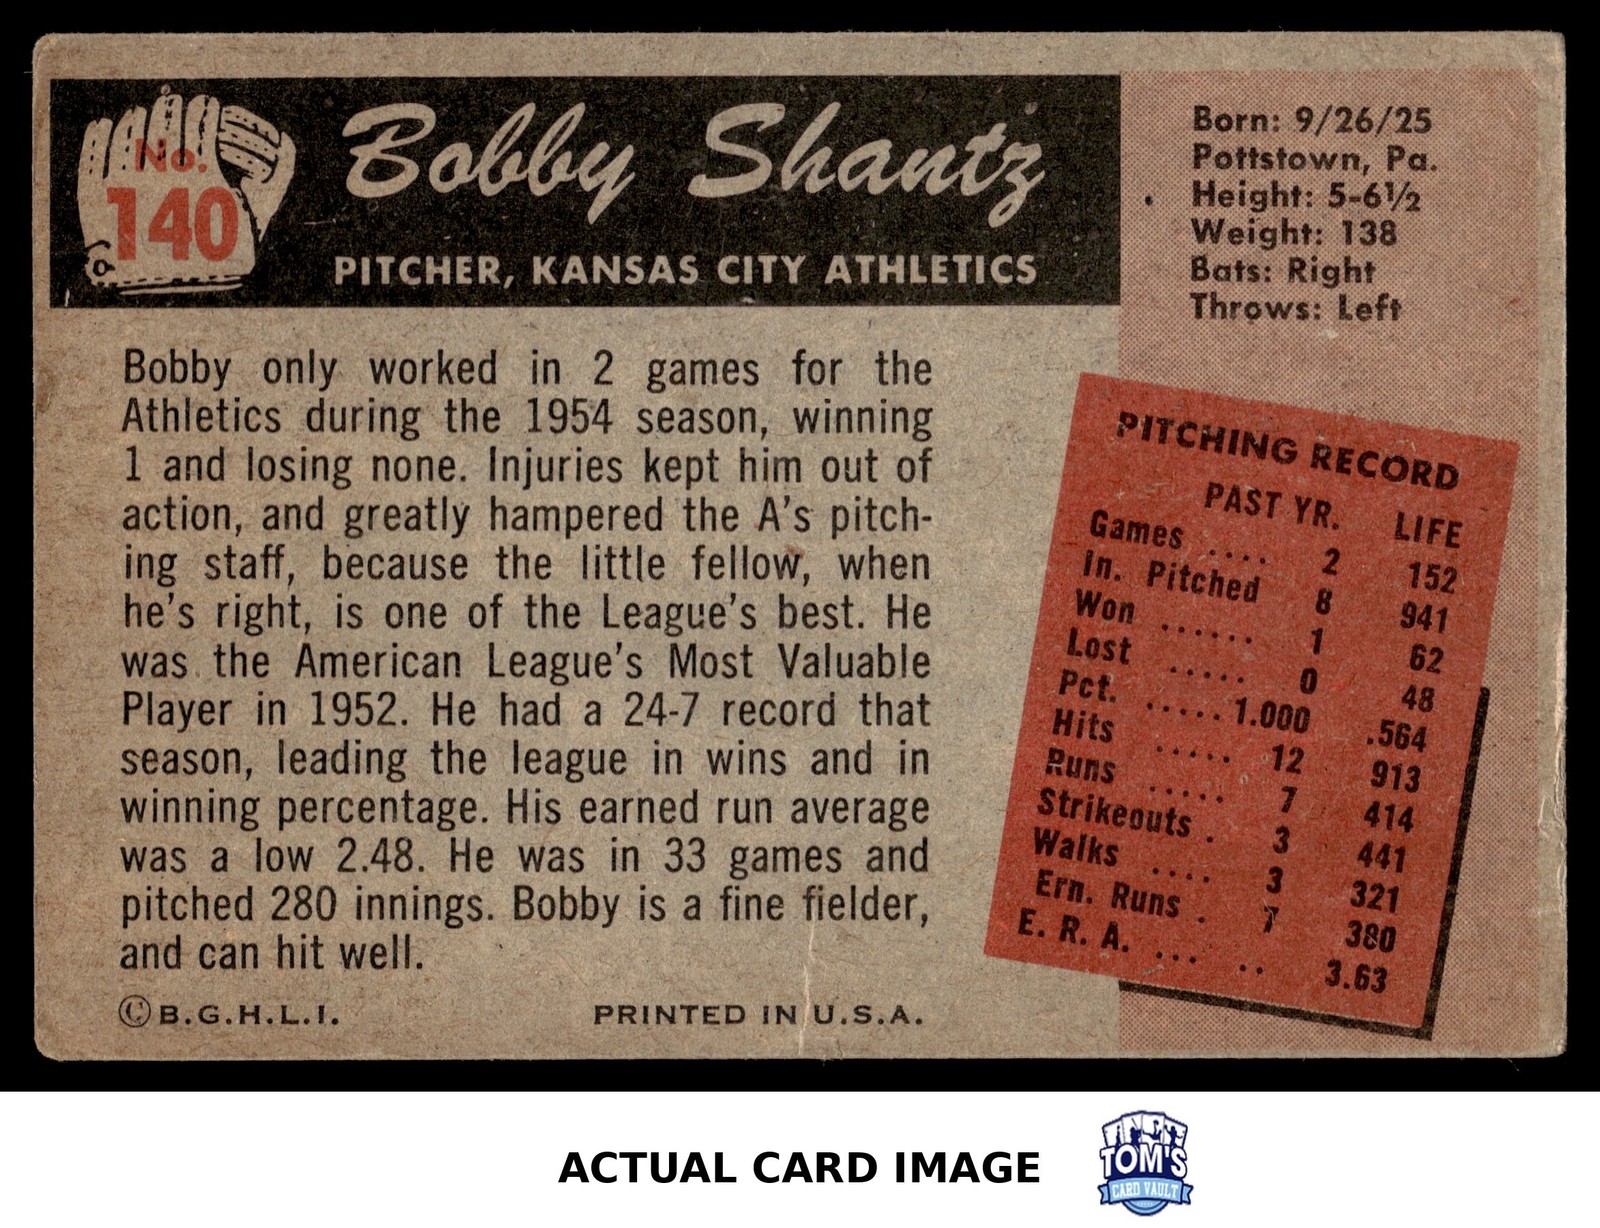 No.
140
Bobby Shantz
PITCHER, KANSAS CITY ATHLETICS
Born: 9/26/25
Pottstown, Pa.
Height: 5-6½
Weight: 138
Bats: Right
Throws: Left
Bobby only worked in 2 games for the
Athletics during the 1954 season, winning
1 and losing none. Injuries kept him out of
action, and greatly hampered the A's pitch-
ing staff, because the little fellow, when
he's right, is one of the League's best. He
was the American League's Most Valuable
Player in 1952. He had a 24-7 record that
season, leading the league in wins and in
winning percentage. His earned run average
was a low 2.48. He was in 33 games and
pitched 280 innings. Bobby is a fine fielder,
and can hit well.
©B.G.H.L.I. PRINTED IN U.S.A.
PITCHING RECORD
PAST YR. LIFE
Games .... 2 152
In. Pitched 8 941
Won ...... 1 62
Lost ..... 0 48
Pct. ..... 1.000 .564
Hits ..... 12 913
Runs ..... 7 414
Strikeouts . 3 441
Walks .... 3 321
Ern. Runs . 7 380
E. R. A. ... .. 3.63
ACTUAL CARD IMAGE
TOM'S
CARD VAULT